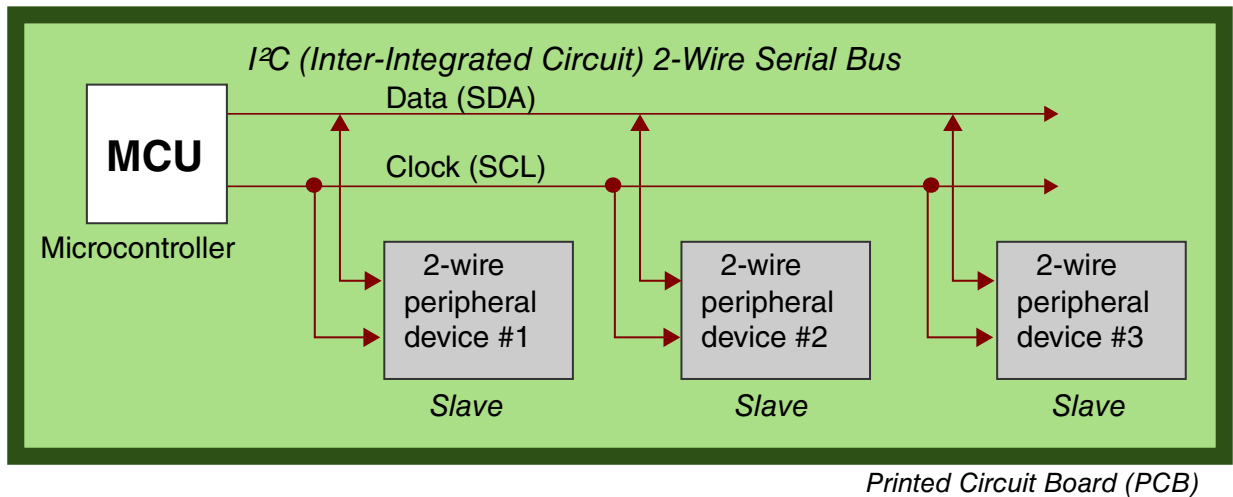 I²C (Inter-Integrated Circuit) 2-Wire Serial Bus
Data (SDA)
MCU
Clock (SCL)
Microcontroller
2-wire
peripheral
device #1
2-wire
peripheral
device #2
2-wire
peripheral
device #3
Slave
Slave
Slave
Printed Circuit Board (PCB)